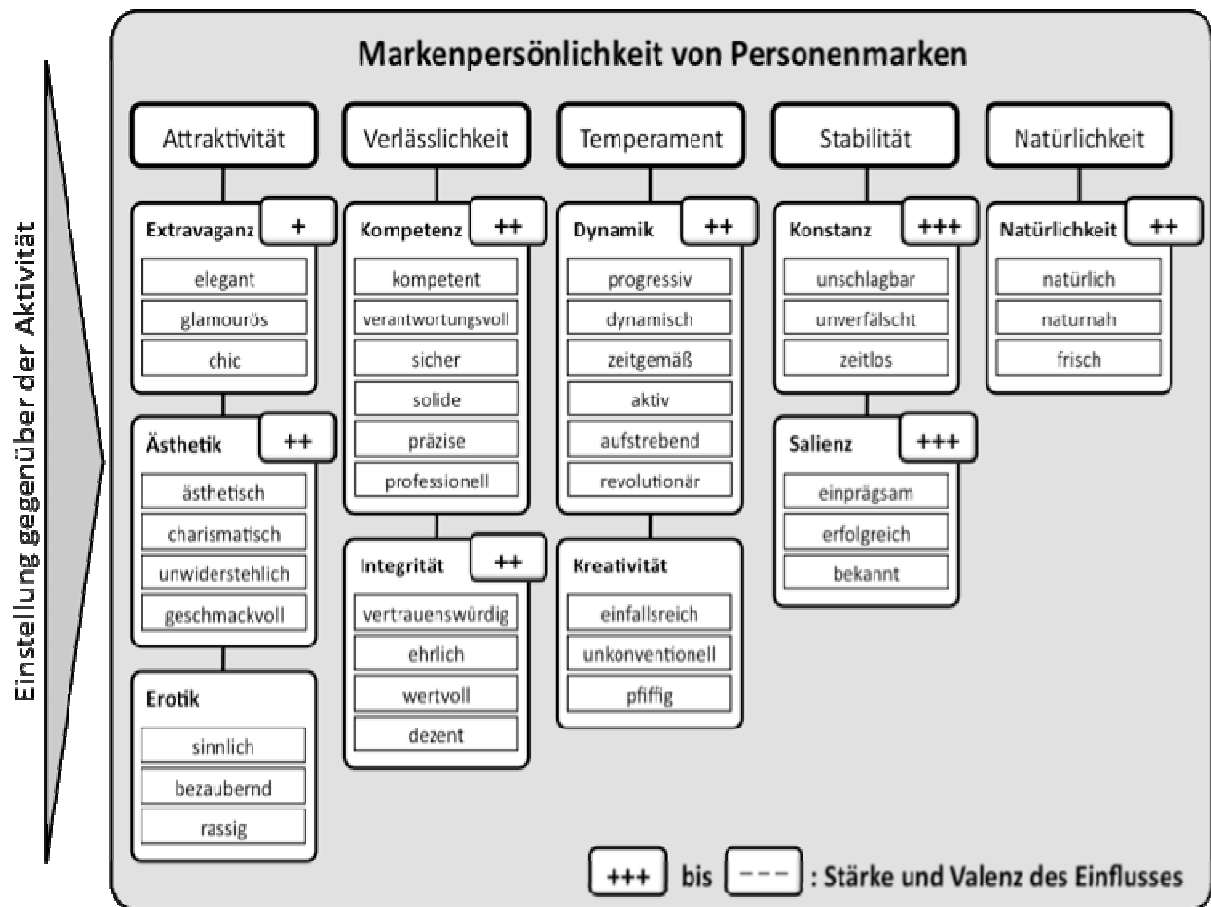 Einstellung gegenüber der Aktivität
Markenpersönlichkeit von Personenmarken
Attraktivität
Extravaganz +
elegant
glamourös
chic
Ästhetik ++
ästhetisch
charismatisch
unwiderstehlich
geschmackvoll
Erotik
sinnlich
bezaubernd
rassig
Verlässlichkeit
Kompetenz ++
kompetent
verantwortungsvoll
sicher
solide
präzise
professionell
Integrität ++
vertrauenswürdig
ehrlich
wertvoll
dezent
Temperament
Dynamik ++
progressiv
dynamisch
zeitgemäß
aktiv
aufstrebend
revolutionär
Kreativität
einfallsreich
unkonventionell
pfiffig
Stabilität
Konstanz +++
unschlagbar
unverfälscht
zeitlos
Salienz +++
einprägsam
erfolgreich
bekannt
Natürlichkeit
Natürlichkeit ++
natürlich
naturnah
frisch
+++ bis --- : Stärke und Valenz des Einflusses